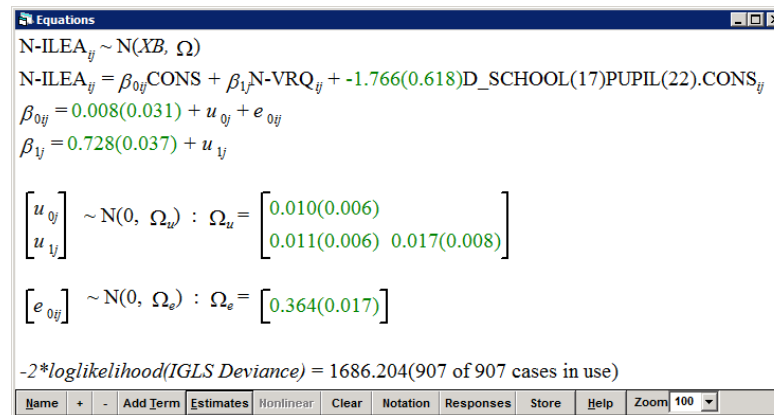 Equations
N-ILEA_ij ~ N(XB, Ω)
N-ILEA_ij = β_0ij CONS + β_1j N-VRQ_ij + -1.766(0.618)D_SCHOOL(17)PUPIL(22).CONS_ij
β_0ij = 0.008(0.031) + u_0j + e_0ij
β_1j = 0.728(0.037) + u_1j
[u_0j ~ N(0, Ω_u) : Ω_u = [0.010(0.006)
u_1j] 0.011(0.006) 0.017(0.008)]
[e_0ij] ~ N(0, Ω_e) : Ω_e = [0.364(0.017)]
-2*loglikelihood(IGLS Deviance) = 1686.204(907 of 907 cases in use)
Name + - Add Term Estimates Nonlinear Clear Notation Responses Store Help Zoom 100